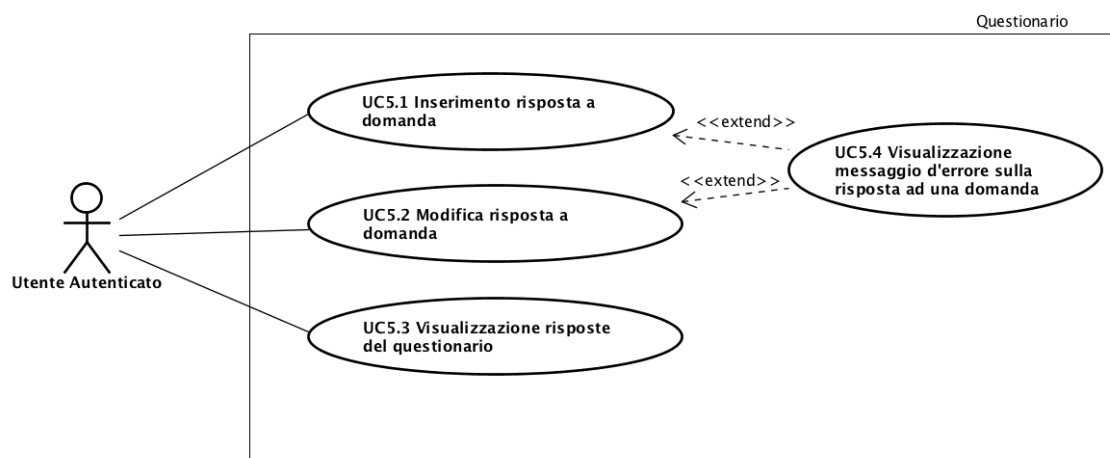 Questionario
UC5.1 Inserimento risposta a
domanda
<<extend>>
UC5.4 Visualizzazione
messaggio d'errore sulla
risposta ad una domanda
<<extend>>
UC5.2 Modifica risposta a
domanda
Utente Autenticato
UC5.3 Visualizzazione risposte
del questionario